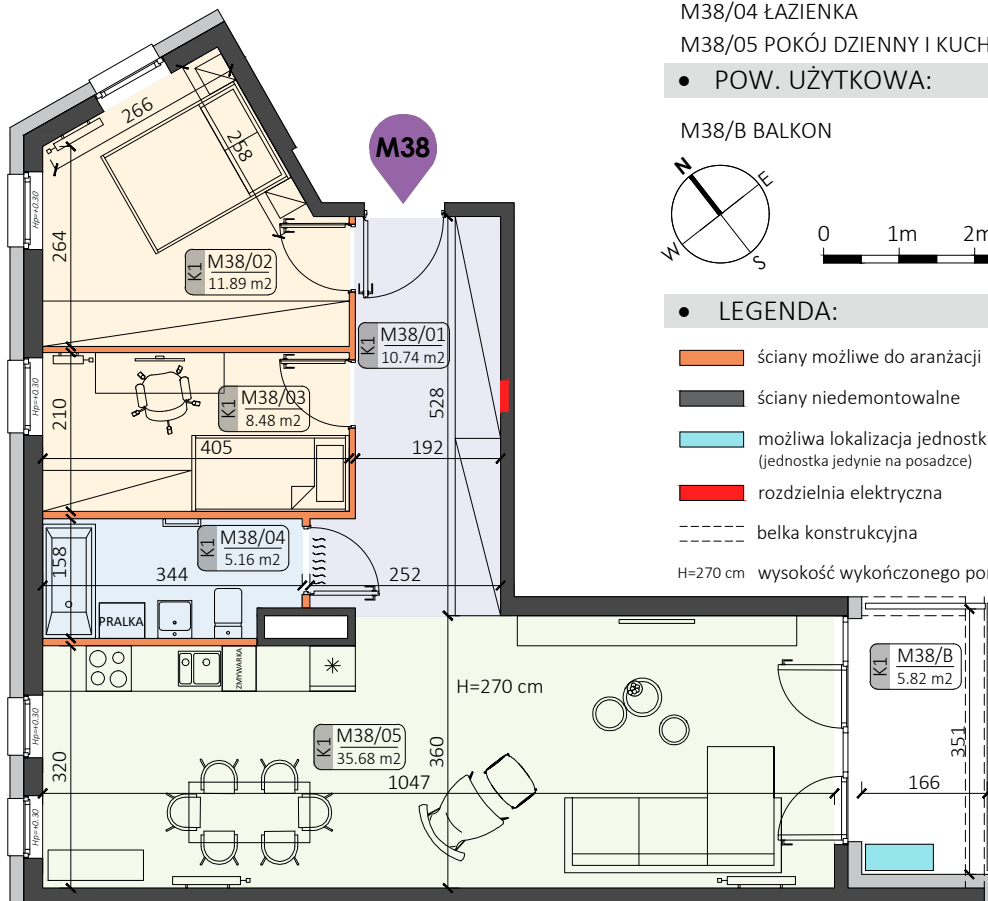 M38/04 ŁAZIENKA
M38/05 POKÓJ DZIENNY I KUCH
• POW. UŻYTKOWA:
M38/B BALKON
N
E
W
S
0 1m 2m
• LEGENDA:
ściany możliwe do aranżacji
ściany niedemontowalne
możliwa lokalizacja jednostk
(jednostka jedynie na posadzce)
rozdzielnia elektryczna
belka konstrukcyjna
H=270 cm wysokość wykończonego po
M38
266
258
264
Hp=+0.30
K1 M38/02
11.89 m2
K1 M38/01
10.74 m2
Hp=+0.30
210
K1 M38/03
8.48 m2
528
405
192
158
K1 M38/04
5.16 m2
344
252
PRALKA
ZMYWARKA
H=270 cm
K1 M38/B
5.82 m2
Hp=+0.30
320
K1 M38/05
35.68 m2
360
351
1047
166
Hp=+0.30